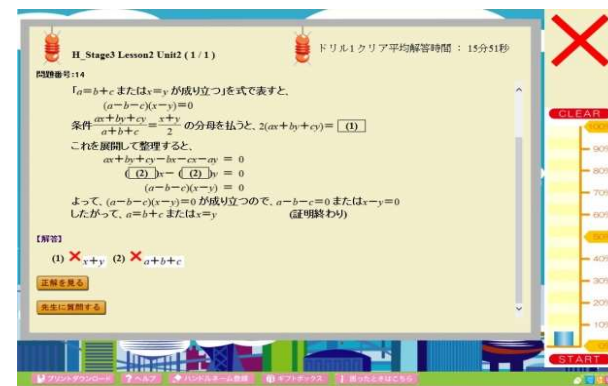 H_Stage3 Lesson2 Unit2 ( 1 / 1 )
ドリル1クリア平均解答時間 : 15分51秒
問題番号:14
「a=b+c または x=y が成り立つ」を式で表すと、
(a-b-c)(x-y)=0
条件 (ax+by+cy)/(a+b+c) = (x+y)/2 の分母を払うと、2(ax+by+cy)= (1)
これを展開して整理すると、
ax+by+cy-bx-cx-ay = 0
( (2) )x- ( (2) )y = 0
(a-b-c)(x-y) = 0
よって、(a-b-c)(x-y)=0 が成り立つので、a-b-c=0 または x-y=0
したがって、a=b+c または x=y (証明終わり)
【解答】
(1) ×x+y (2) ×a+b+c
正解を見る
先生に質問する
CLEAR
100%
90%
80%
70%
60%
50%
40%
30%
20%
10%
START
プリントダウンロード ? ヘルプ ハンドルネーム登録 ギフトボックス ! 困ったときはこちら